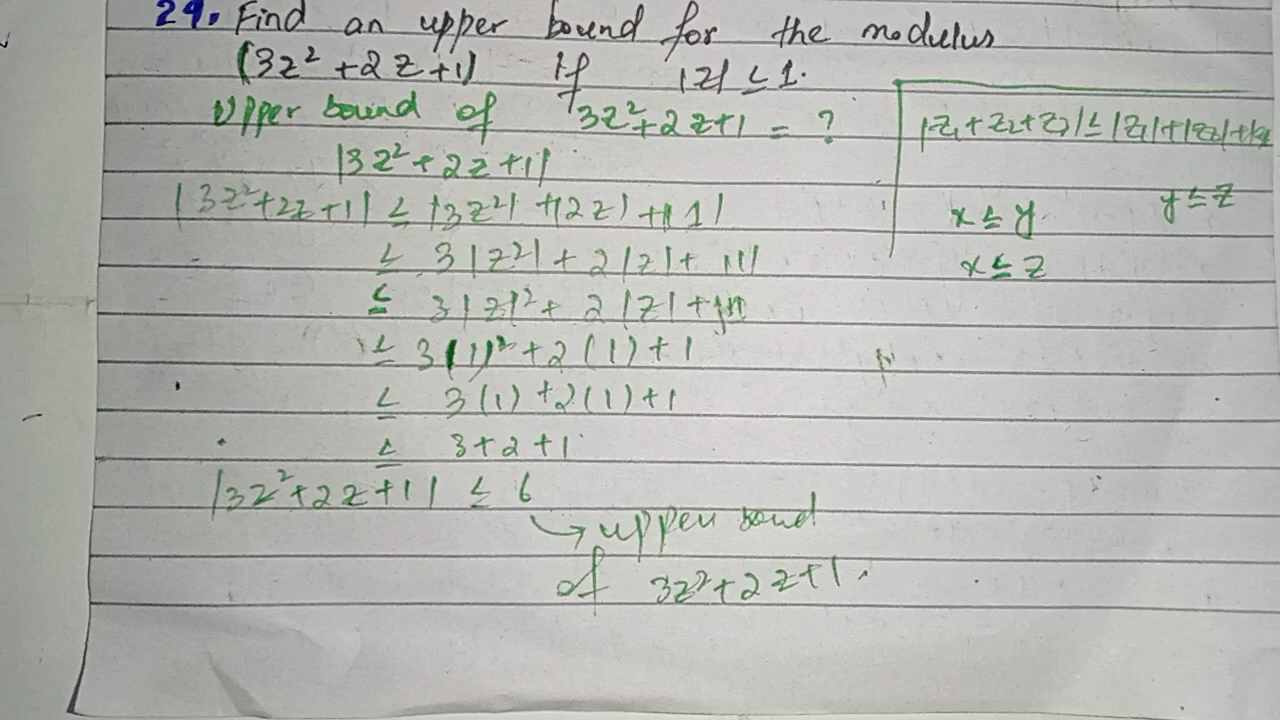 29. Find an upper bound for the modulus
(3z² + 2z + 1) if |z| ≤ 1.
Upper bound of 3z² + 2z + 1 = ?
|3z² + 2z + 1|
|3z² + 2z + 1| ≤ |3z²| + |2z| + |1|
≤ 3|z²| + 2|z| + |1|
≤ 3|z|² + 2|z| +
≤ 3(1)² + 2(1) + 1
≤ 3(1) + 2(1) + 1
≤ 3 + 2 + 1
|3z² + 2z + 1| ≤ 6
→ upper bound
of 3z² + 2z + 1.
|z₁ + z₂ + z₃| ≤ |z₁| + |z₂| + |z₃
x ≤ y. y ≤ z
x ≤ z